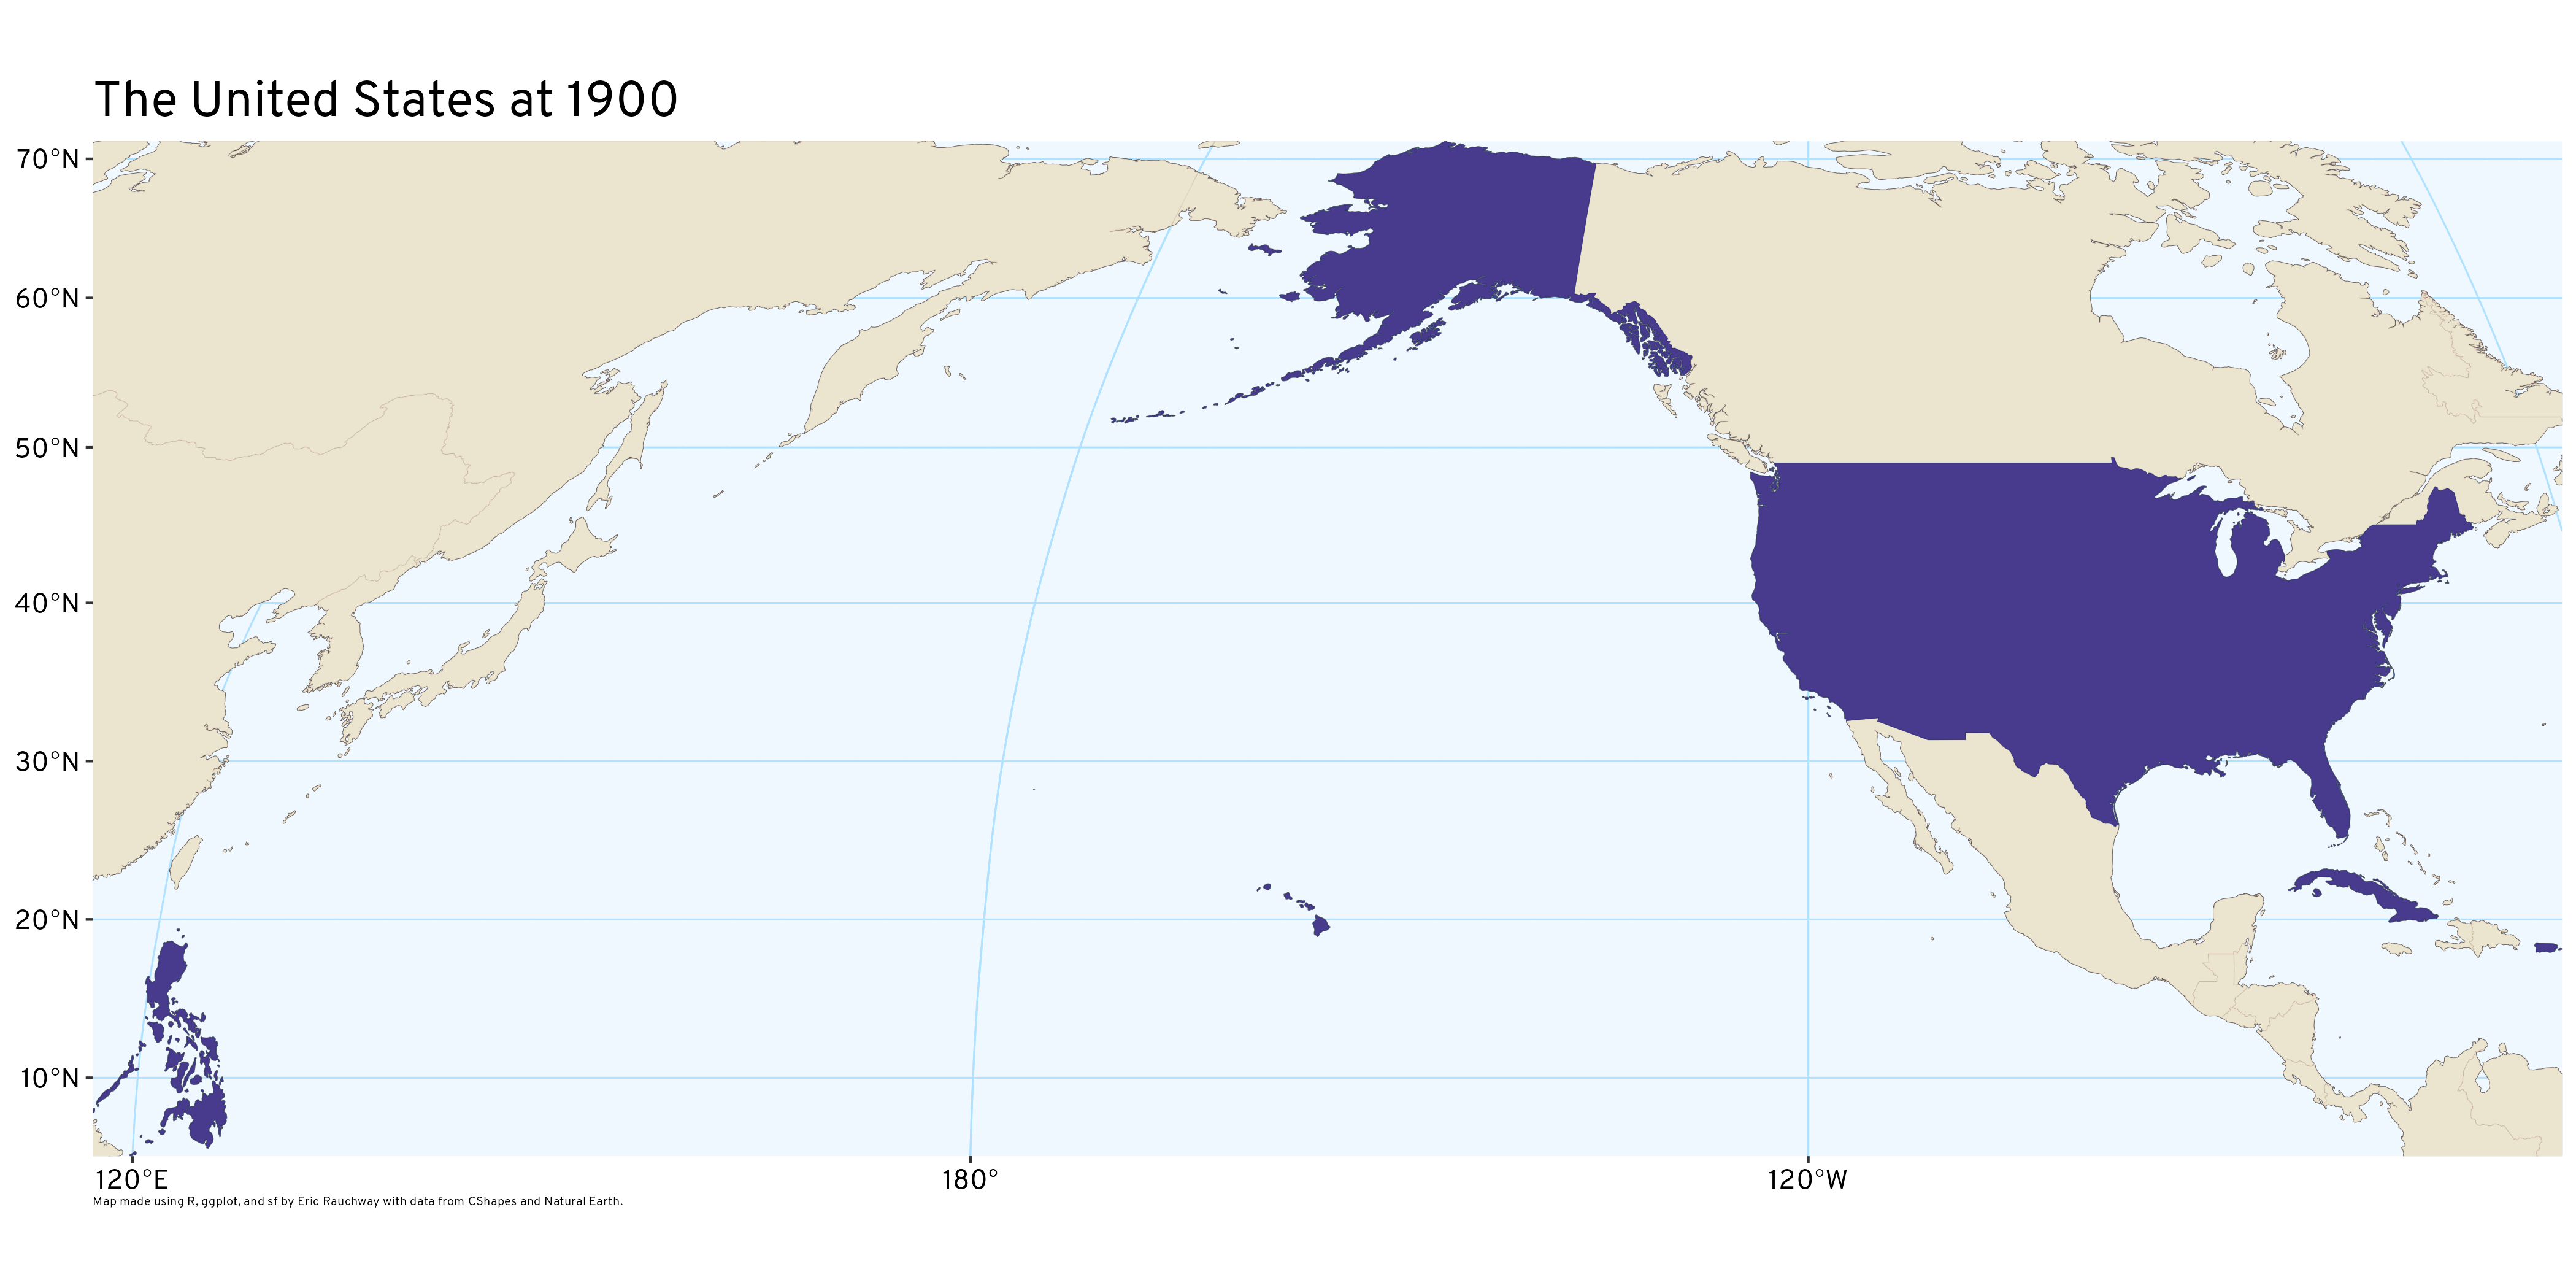 The United States at 1900
70°N
60°N
50°N
40°N
30°N
20°N
10°N
120°E
180°
120°W
Map made using R, ggplot, and sf by Eric Rauchway with data from CShapes and Natural Earth.